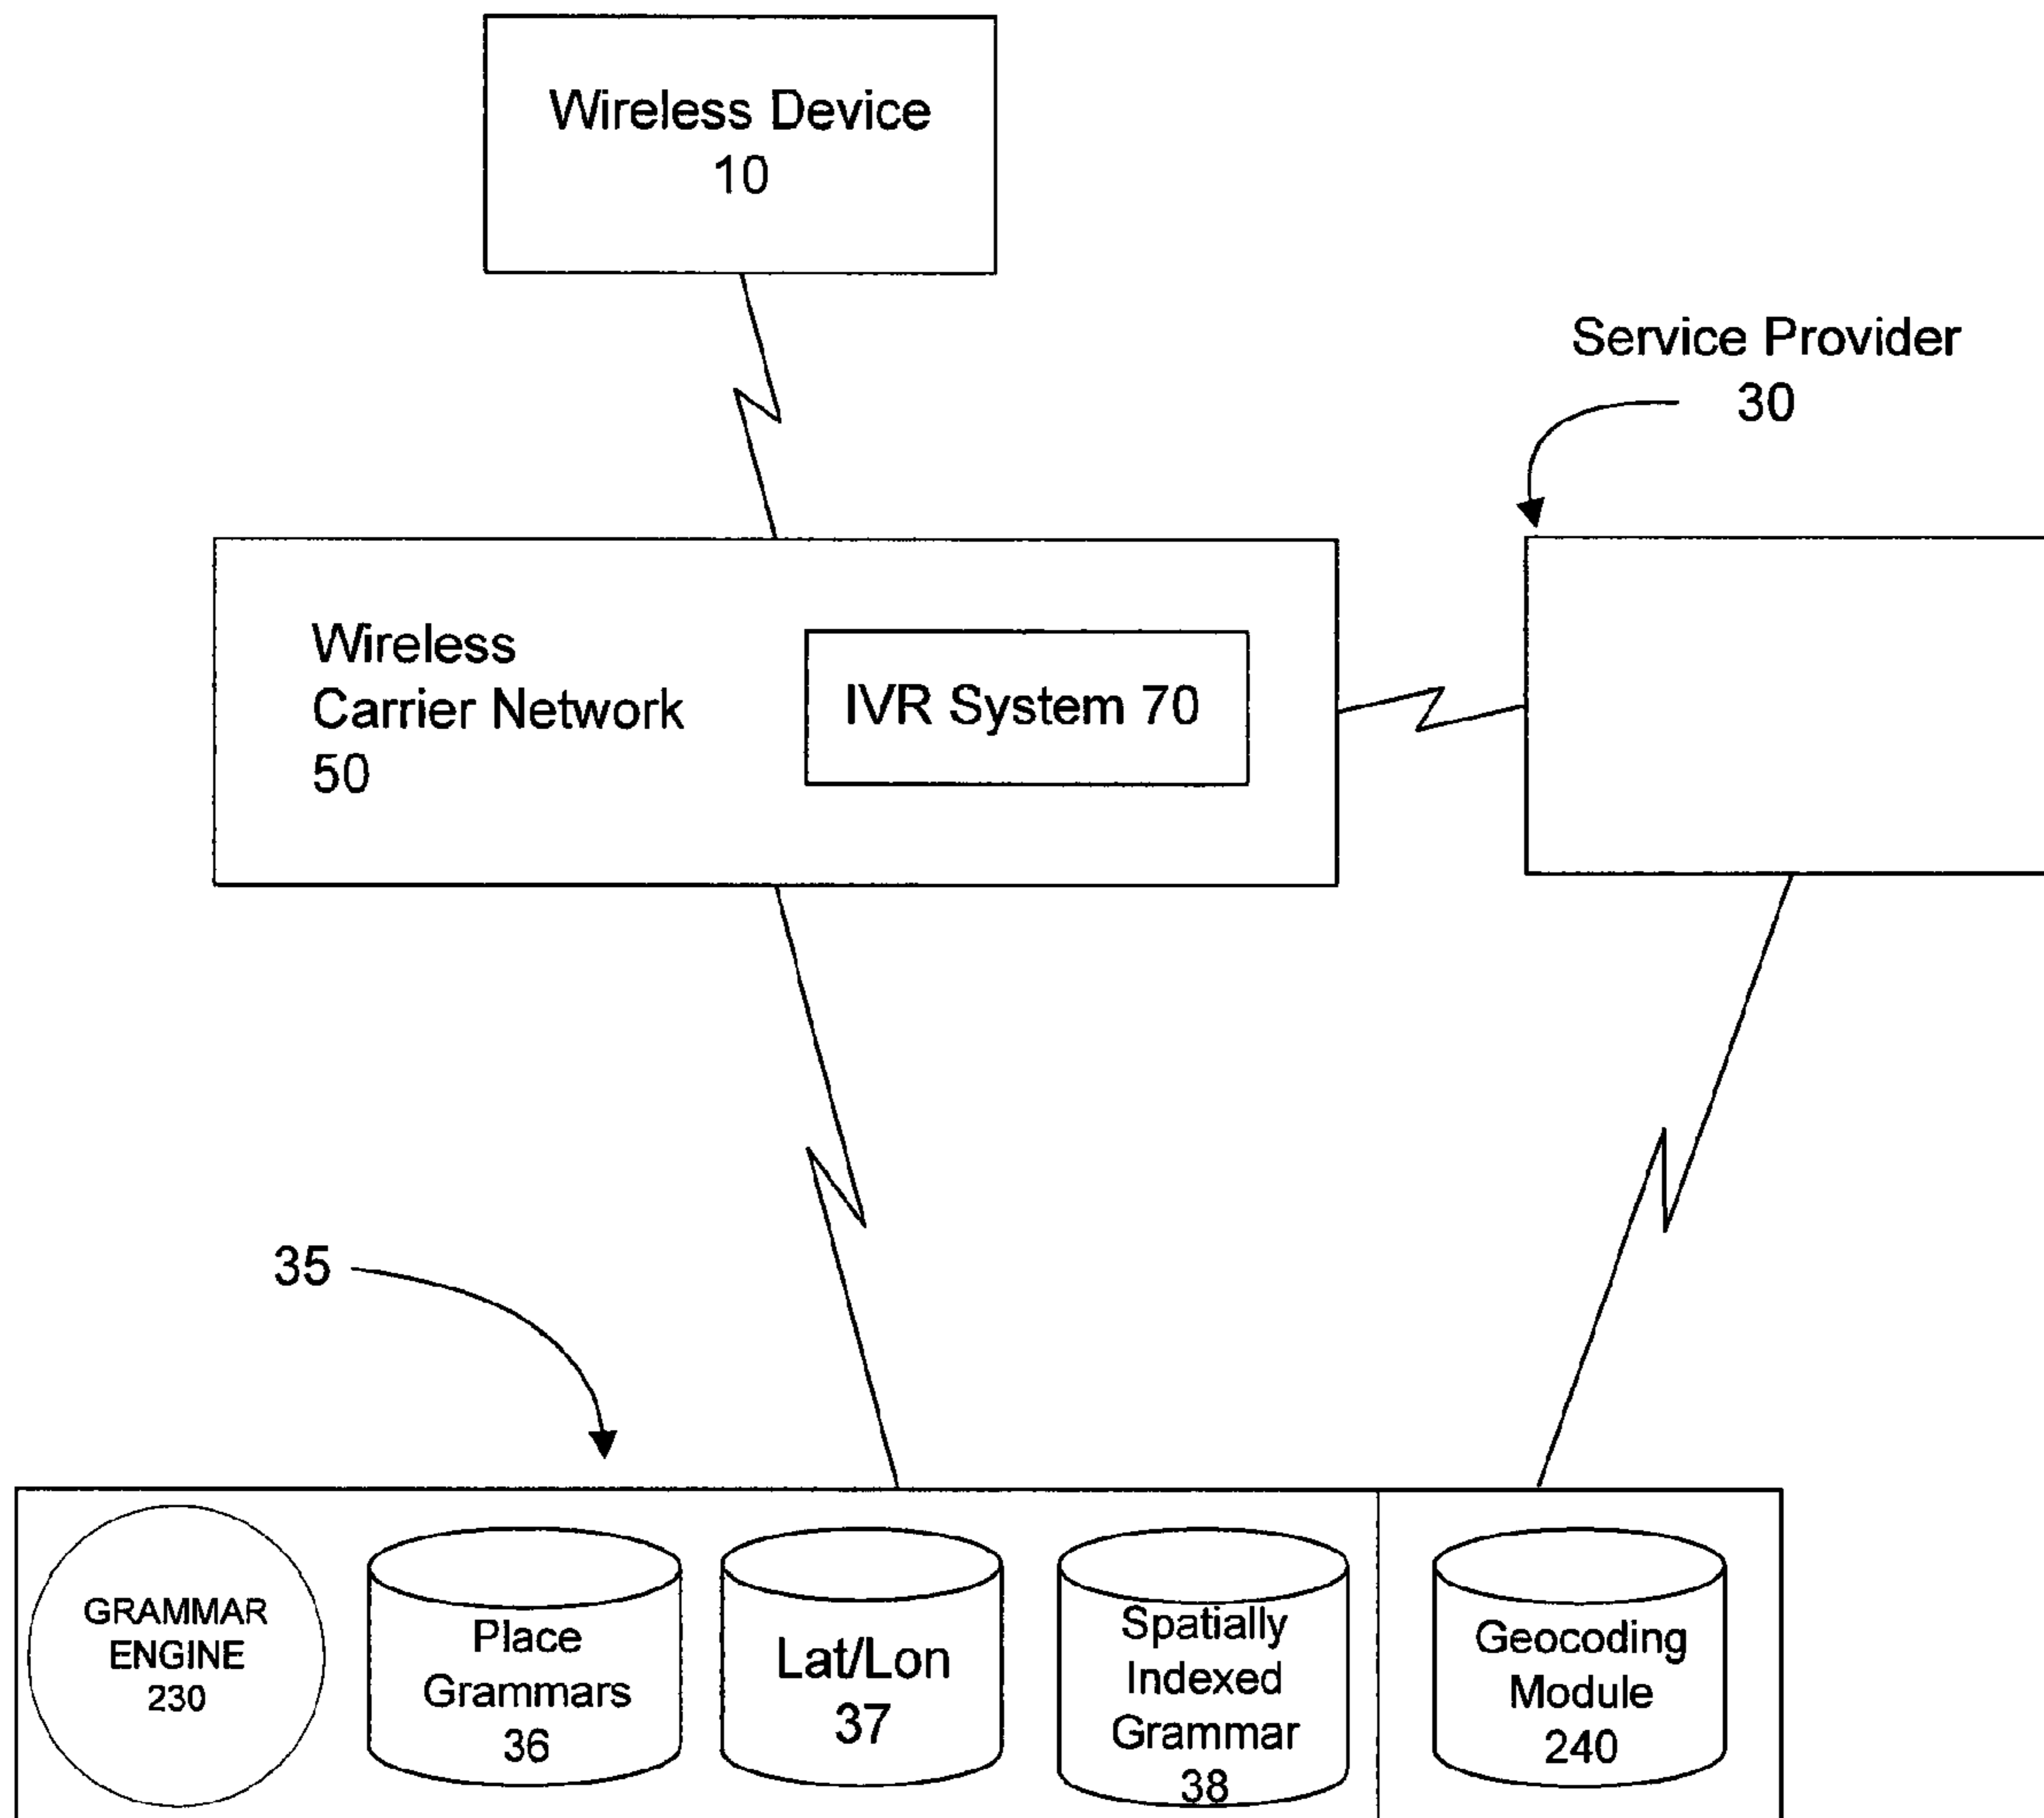 Wireless Device
10
Service Provider
30
Wireless
Carrier Network
50
IVR System 70
35
GRAMMAR
ENGINE
230
Place
Grammars
36
Lat/Lon
37
Spatially
Indexed
Grammar
38
Geocoding
Module
240